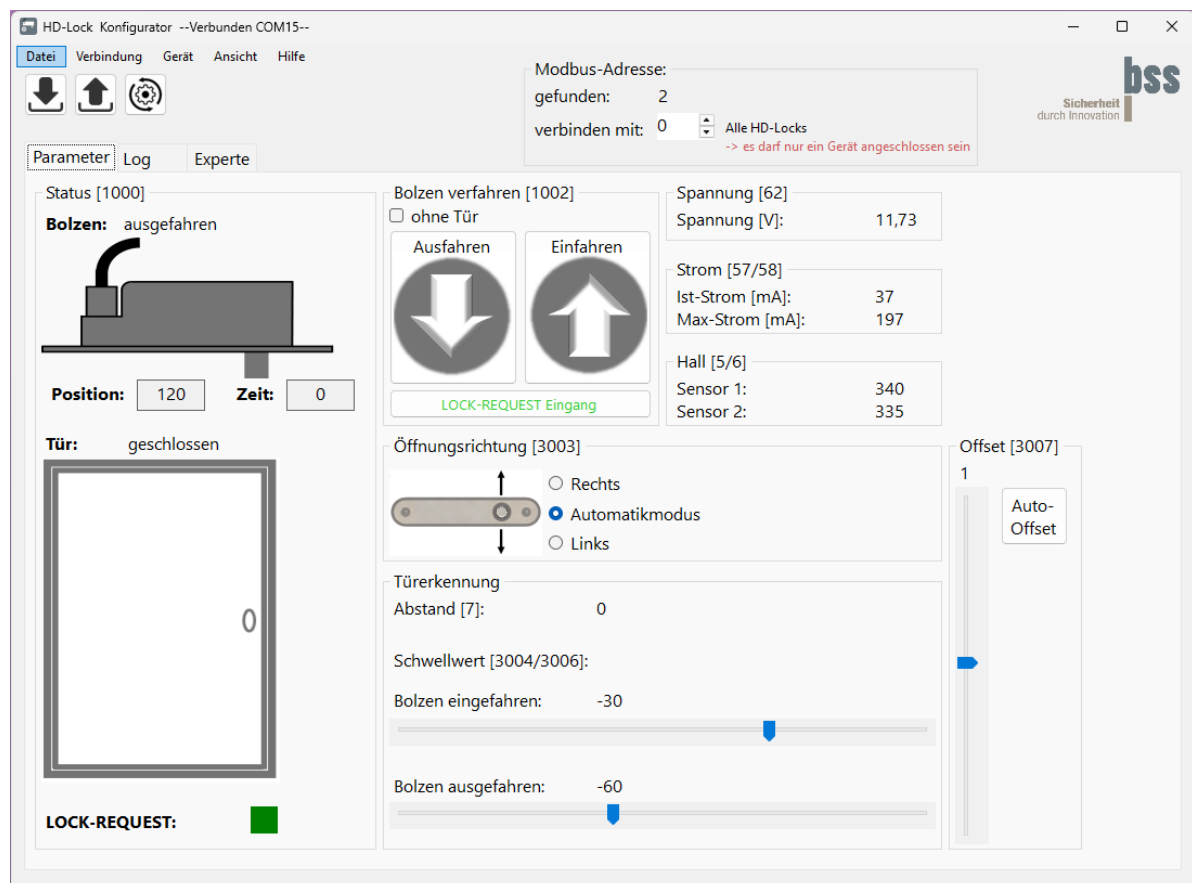 HD-Lock Konfigurator --Verbunden COM15--
Datei Verbindung Gerät Ansicht Hilfe
Modbus-Adresse:
gefunden: 2
verbinden mit: 0 Alle HD-Locks
-> es darf nur ein Gerät angeschlossen sein
bss
Sicherheit
durch Innovation
Parameter Log Experte
Status [1000]
Bolzen: ausgefahren
Position: 120 Zeit: 0
Tür: geschlossen
LOCK-REQUEST:
Bolzen verfahren [1002]
ohne Tür
Ausfahren Einfahren
LOCK-REQUEST Eingang
Spannung [62]
Spannung [V]: 11,73
Strom [57/58]
Ist-Strom [mA]: 37
Max-Strom [mA]: 197
Hall [5/6]
Sensor 1: 340
Sensor 2: 335
Öffnungsrichtung [3003]
Rechts
Automatikmodus
Links
Türerkennung
Abstand [7]: 0
Schwellwert [3004/3006]:
Bolzen eingefahren: -30
Bolzen ausgefahren: -60
Offset [3007]
1
Auto-
Offset